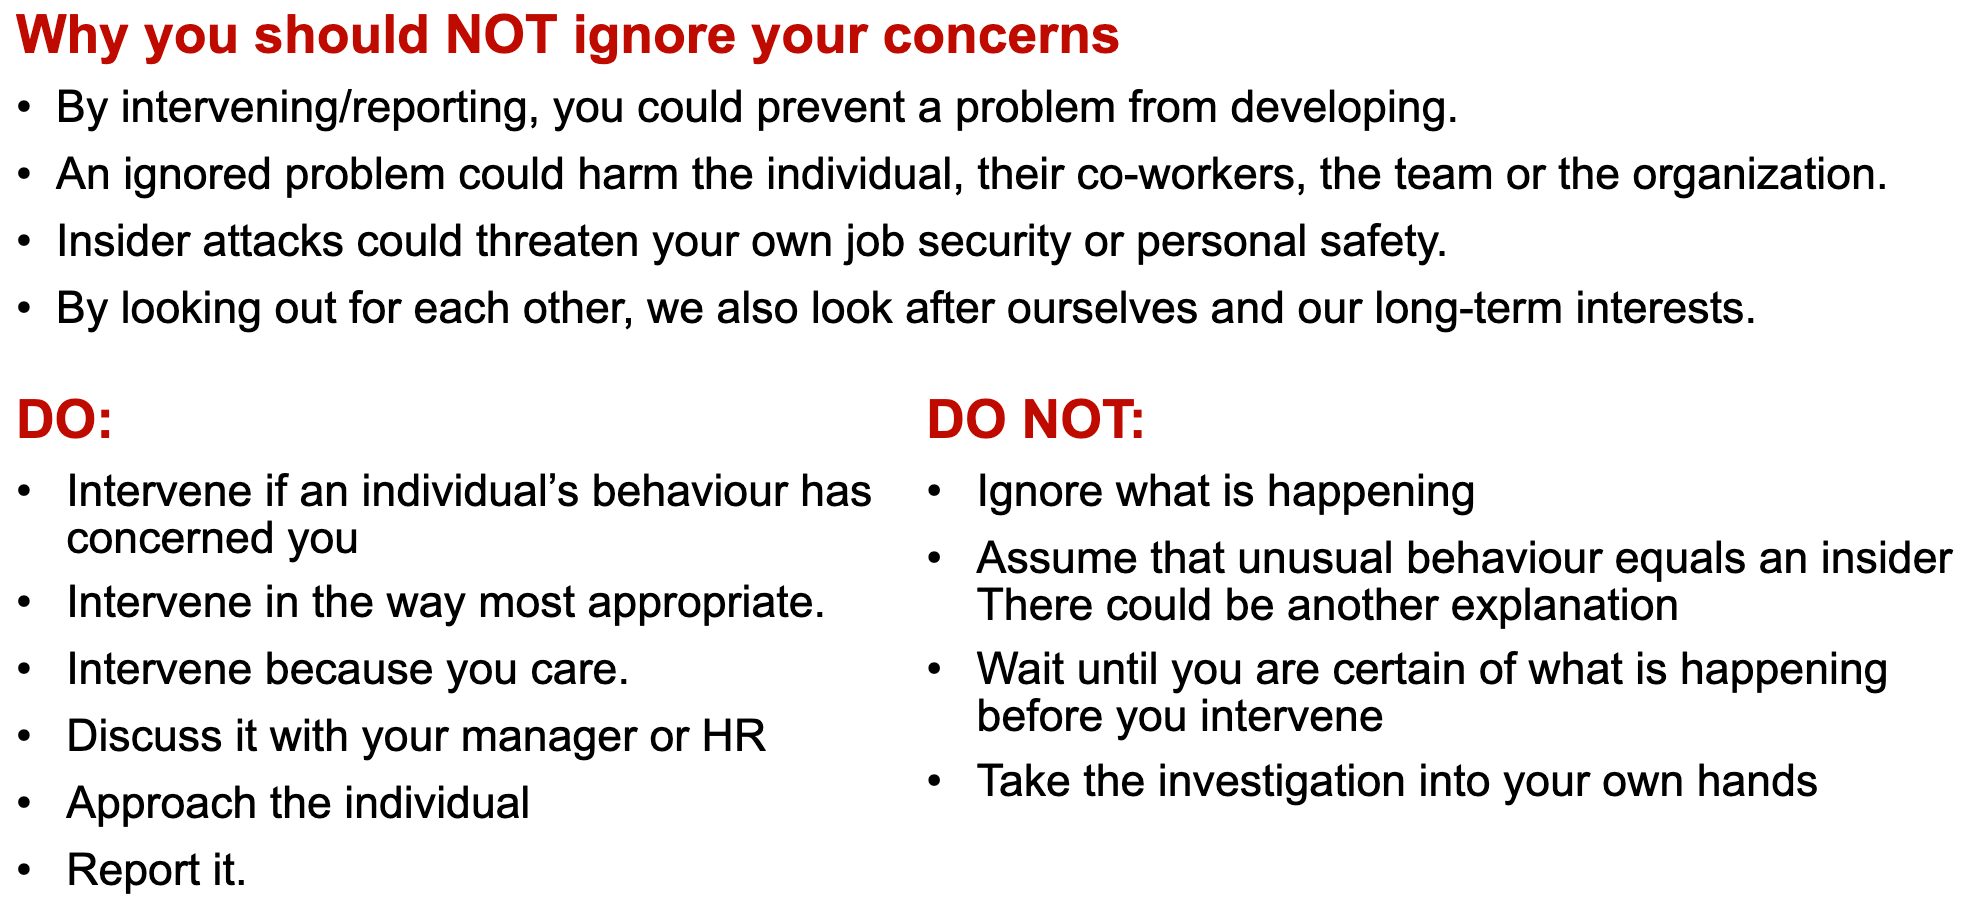 Why you should NOT ignore your concerns
• By intervening/reporting, you could prevent a problem from developing.
• An ignored problem could harm the individual, their co-workers, the team or the organization.
• Insider attacks could threaten your own job security or personal safety.
• By looking out for each other, we also look after ourselves and our long-term interests.
DO:
• Intervene if an individual’s behaviour has
concerned you
• Intervene in the way most appropriate.
• Intervene because you care.
• Discuss it with your manager or HR
• Approach the individual
• Report it.
DO NOT:
• Ignore what is happening
• Assume that unusual behaviour equals an insider
There could be another explanation
• Wait until you are certain of what is happening
before you intervene
• Take the investigation into your own hands